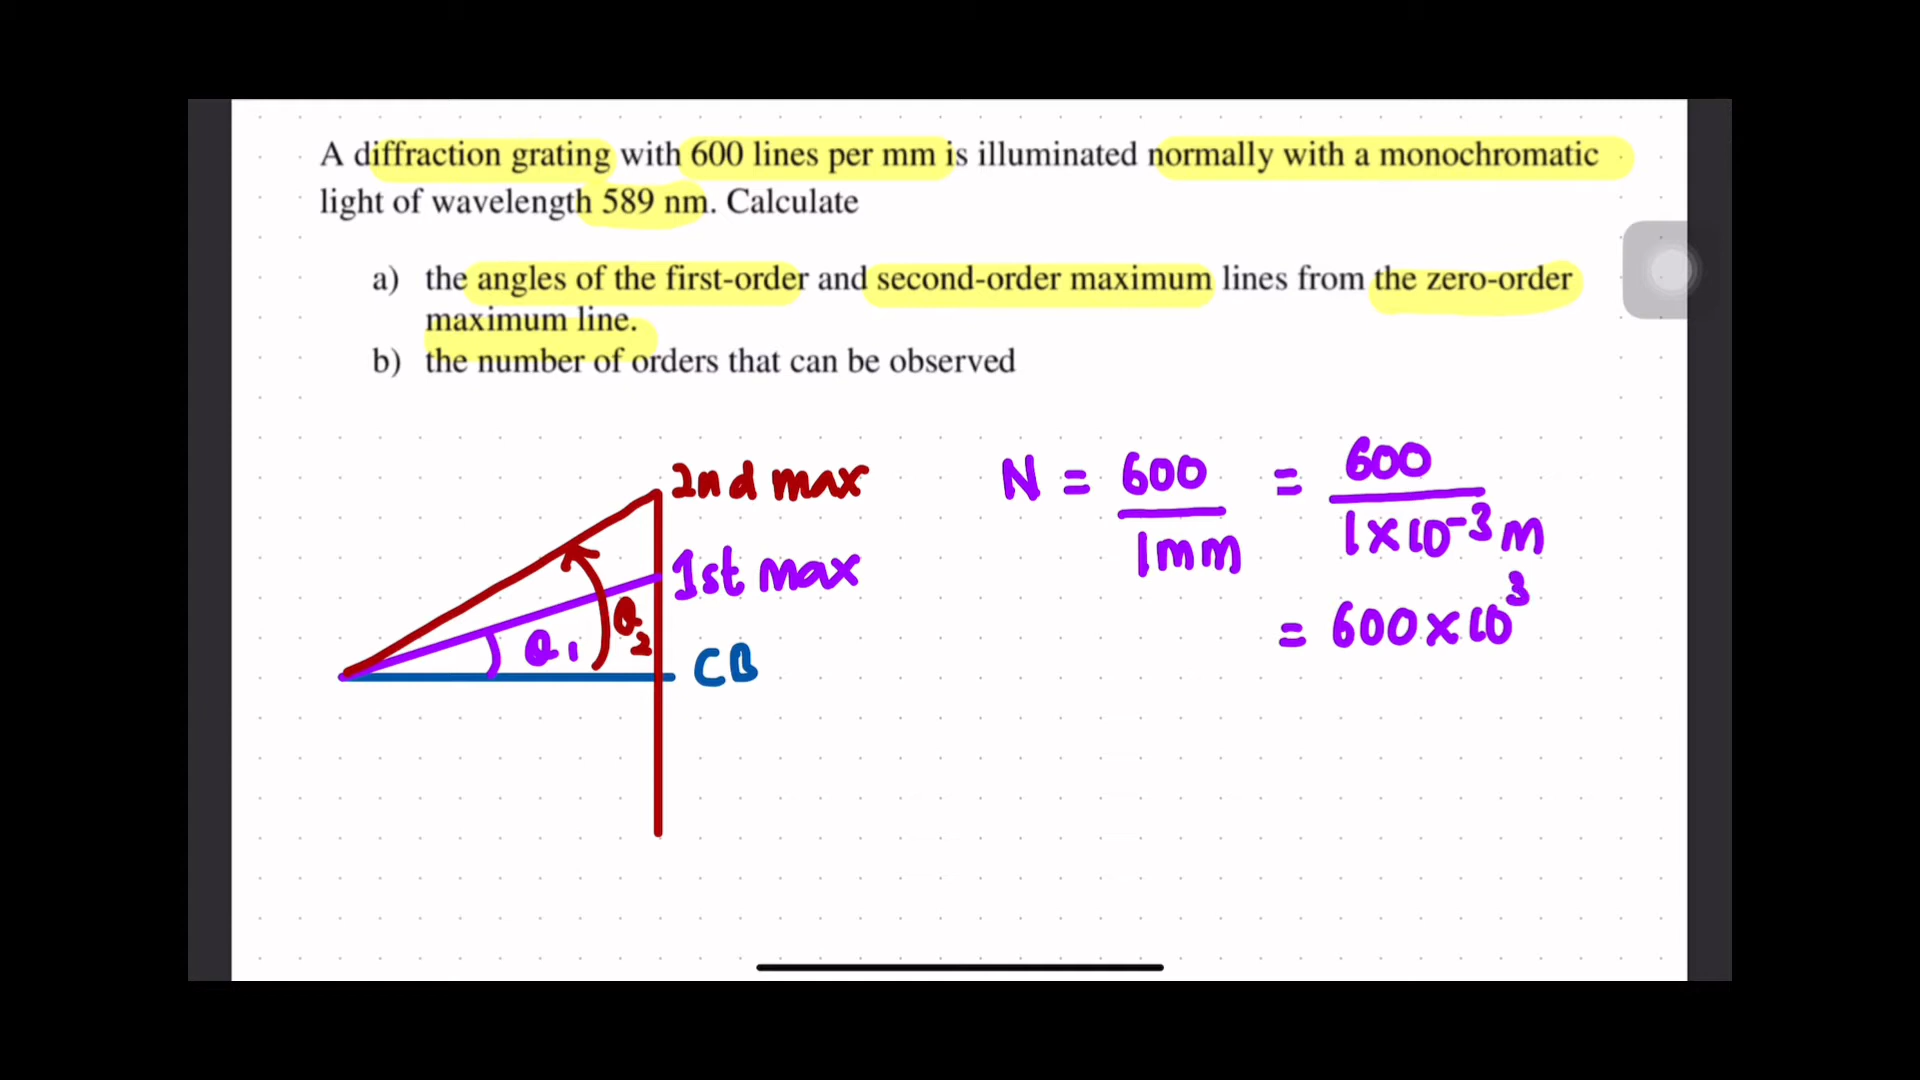 A diffraction grating with 600 lines per mm is illuminated normally with a monochromatic
light of wavelength 589 nm. Calculate
a) the angles of the first-order and second-order maximum lines from the zero-order
maximum line.
b) the number of orders that can be observed
2nd max
1st max
θ₂
θ₁
CB
N = 600/1mm = 600/1×10⁻³m
= 600×10³